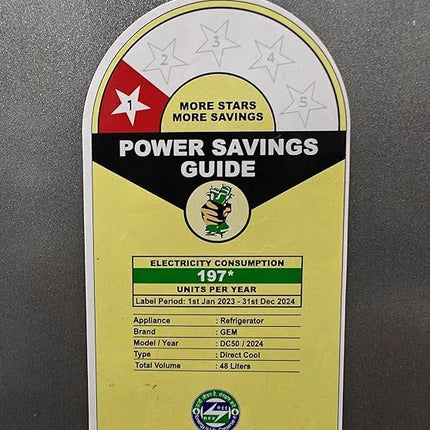 1
2
3
4
5
MORE STARS
MORE SAVINGS
POWER SAVINGS
GUIDE
ELECTRICITY CONSUMPTION
197*
UNITS PER YEAR
Label Period: 1st Jan 2023 - 31st Dec 2024
Appliance : Refrigerator
Brand : GEM
Model / Year : DC50 / 2024
Type : Direct Cool
Total Volume : 48 Liters